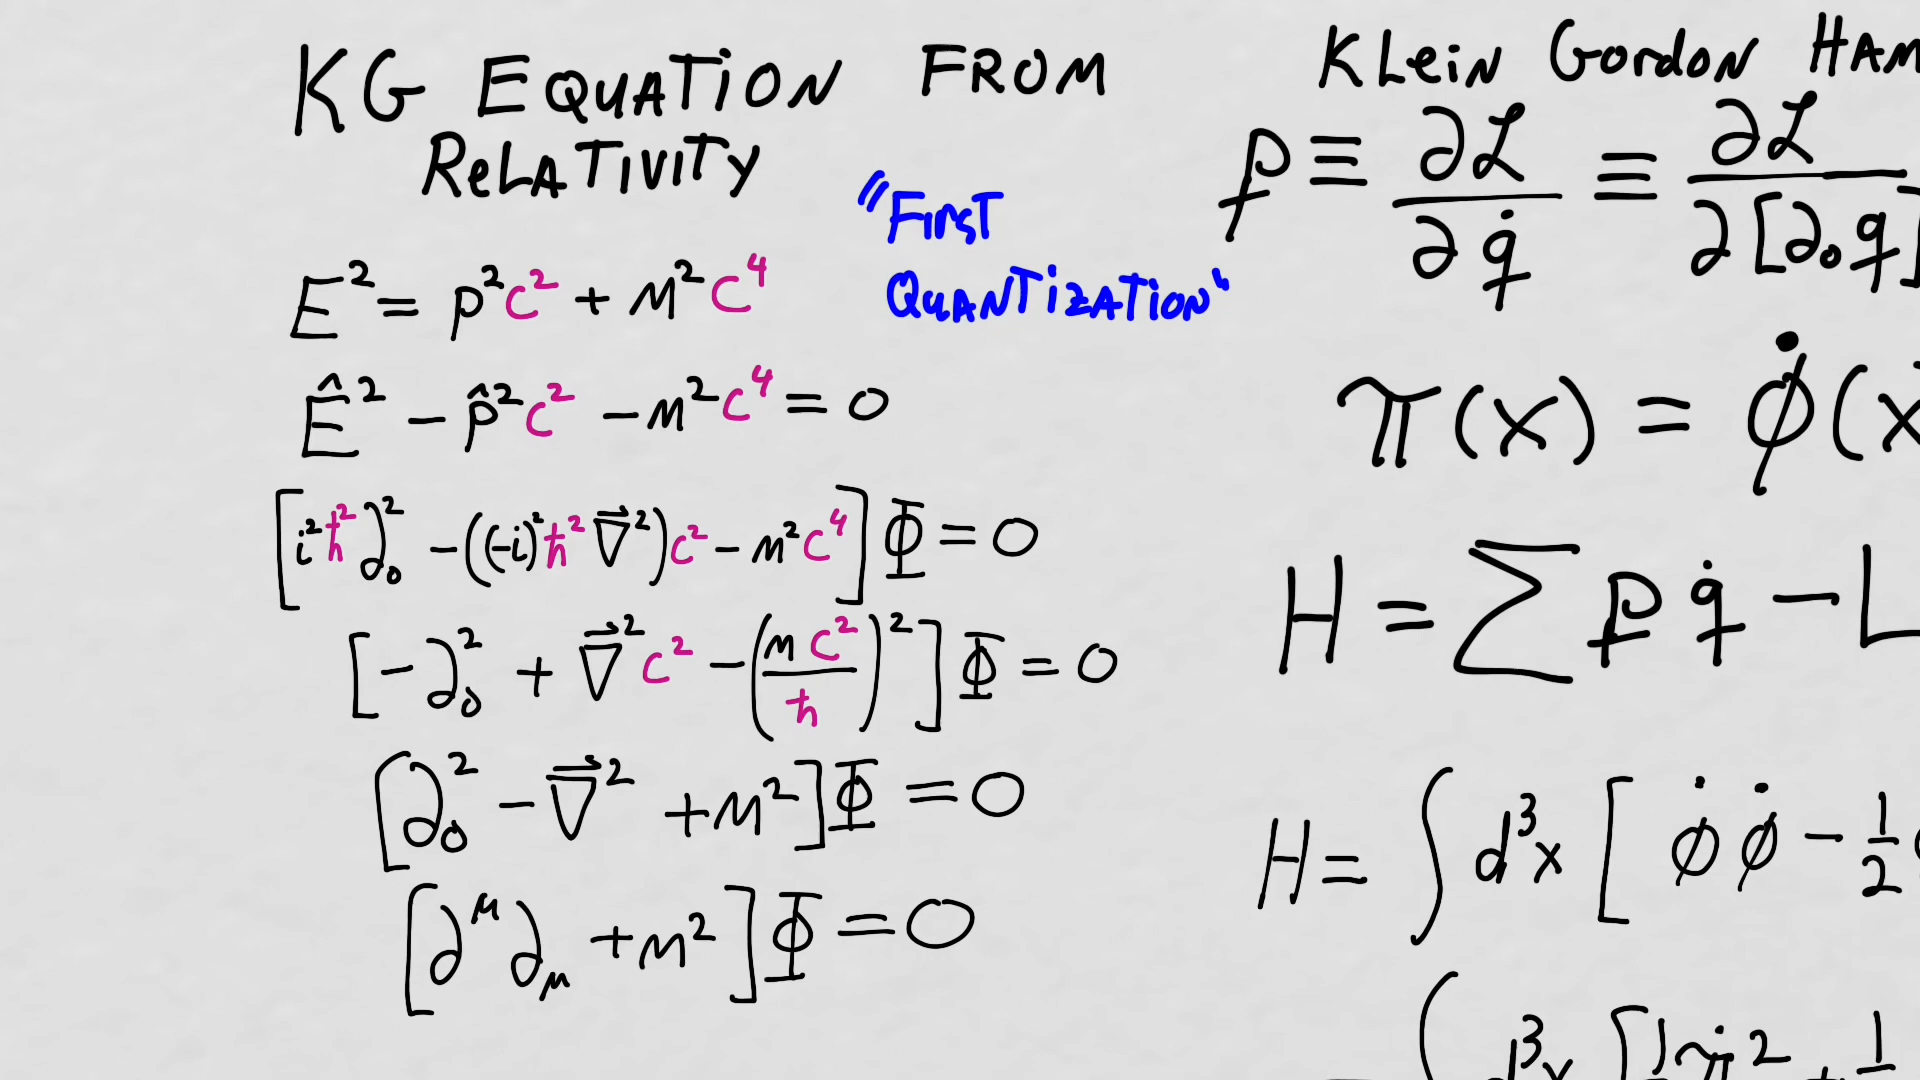 KG EQUATION FROM
RELATIVITY
"FIRST
QUANTIZATION"
E² = p²c² + m²c⁴
Ê² − p̂²c² − m²c⁴ = 0
[i²ħ²∂₀² − ((−i)²ħ²∇⃗²)c² − m²c⁴]Φ = 0
[−∂₀² + ∇⃗²c² − (mc²/ħ)²]Φ = 0
[∂₀² − ∇⃗² + m²]Φ = 0
[∂^μ∂_μ + m²]Φ = 0
KLein Gordon HAM
p ≡ ∂ℒ/∂q̇ ≡ ∂ℒ/∂[∂₀q]
π(x) = φ̇(x
H = ∑ p q̇ − L
H = ∫ d³x [ φ̇ φ̇ − 1/2